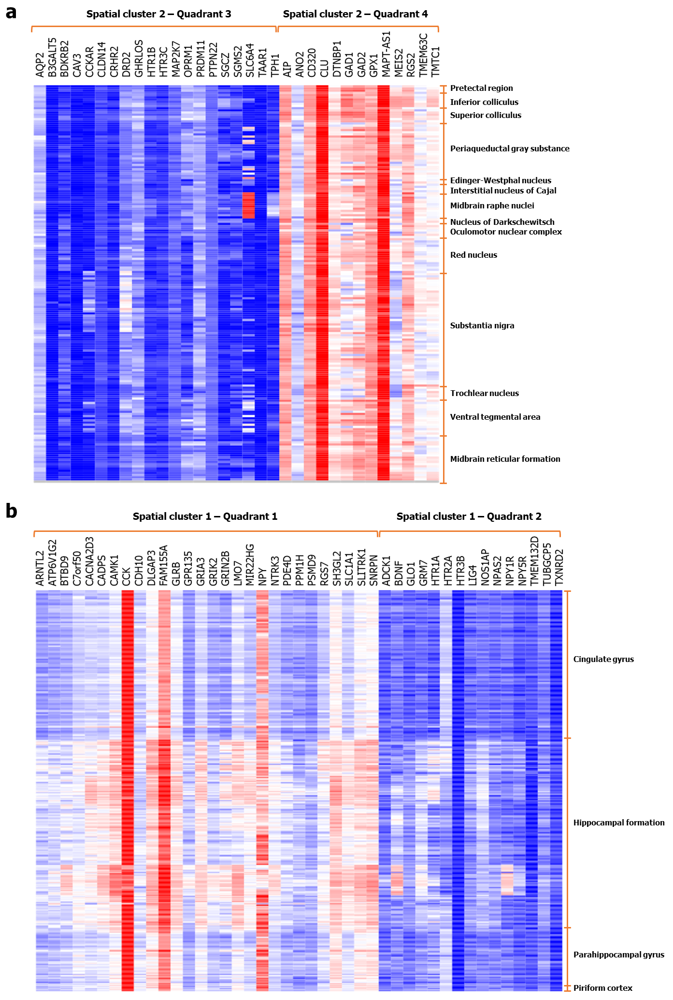 a
Spatial cluster 2 – Quadrant 3
Spatial cluster 2 – Quadrant 4
AQP2
B3GALT5
BDKRB2
CAV3
CCKAR
CLDN14
CRHR2
DRD2
GHRLOS
HTR1B
HTR3C
MAP2K7
OPRM1
PRDM11
PTPN22
SGCZ
SGMS2
SLC6A4
TAAR1
TPH1
AIP
ANO2
CD320
CLU
DTNBP1
GAD1
GAD2
GPX1
MAPT-AS1
MEIS2
RGS2
TMEM63C
TMTC1
Pretectal region
Inferior colliculus
Superior colliculus
Periaqueductal gray substance
Edinger-Westphal nucleus
Interstitial nucleus of Cajal
Midbrain raphe nuclei
Nucleus of Darkschewitsch
Oculomotor nuclear complex
Red nucleus
Substantia nigra
Trochlear nucleus
Ventral tegmental area
Midbrain reticular formation
b
Spatial cluster 1 – Quadrant 1
Spatial cluster 1 – Quadrant 2
ARNTL2
ATP6V1G2
BTBD9
C7orf50
CACNA2D3
CADPS
CAMK1
CCK
CDH10
DLGAP3
FAM155A
GLRB
GPR135
GRIA3
GRIK2
GRIN2B
LMO7
MIR22HG
NPY
NTRK3
PDE4D
PPM1H
PSMD9
RGS7
SH3GL2
SLC1A1
SLITRK1
SNRPN
ADCK1
BDNF
GLO1
GRM7
HTR1A
HTR2A
HTR3B
LIG4
NOS1AP
NPAS2
NPY1R
NPY5R
TMEM132D
TUBGCP5
TXNRD2
Cingulate gyrus
Hippocampal formation
Parahippocampal gyrus
Piriform cortex